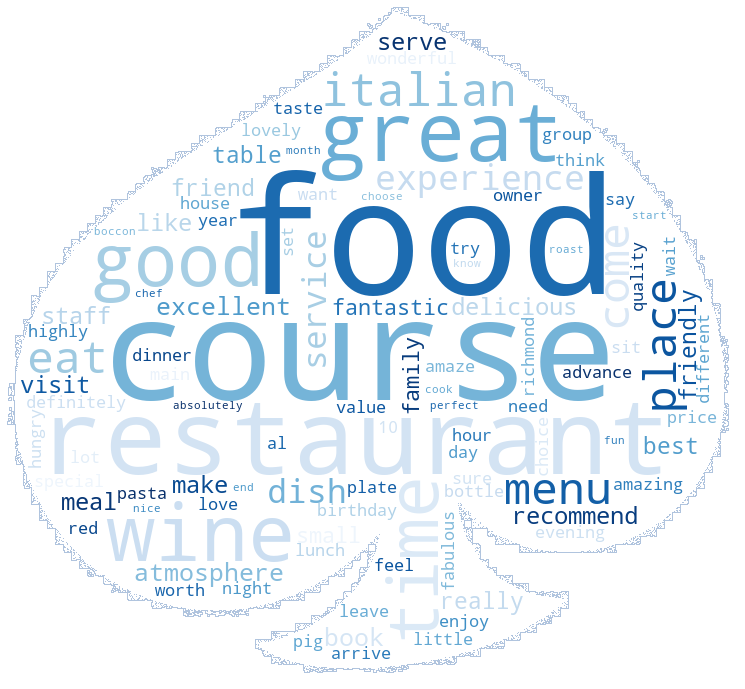 serve
wonderful
italian
taste
great
lovely
group
table
month
think
experience
friend
want
choose
owner
say
house
food
year
like
start
boccon
set
good
service
try
know
roast
come
quality
wait
chef
excellent
fantastic
delicious
staff
highly
course
place
friendly
different
eat
dinner
main
family
amaze
richmond
sit
advance
visit
cook
definitely
absolutely
value
perfect
need
price
hungry
restaurant
10
hour
day
choice
fun
best
al
lot
special
end
make
dish
plate
sure
bottle
menu
amazing
meal
pasta
nice
love
birthday
time
recommend
red
wine
small
lunch
fabulous
evening
atmosphere
worth
night
feel
leave
really
enjoy
pig
book
arrive
little